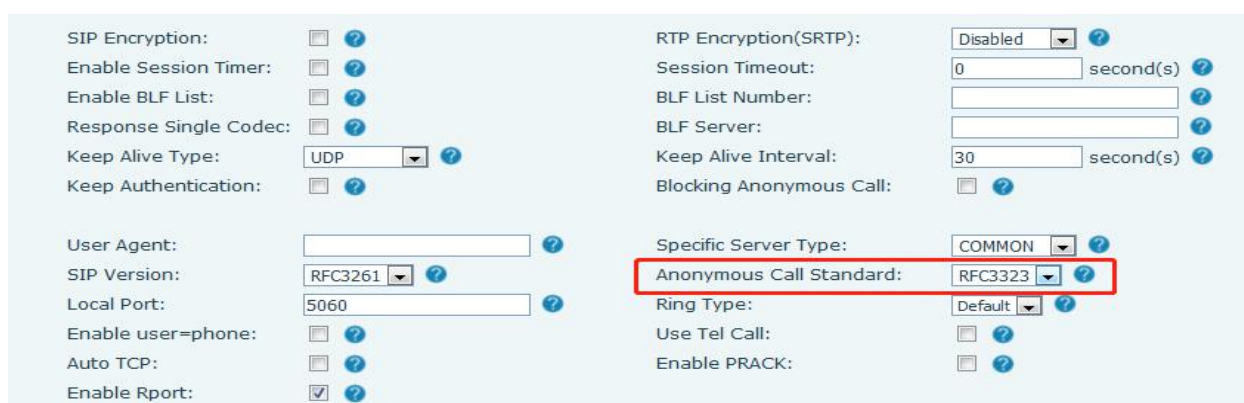 SIP Encryption: ? RTP Encryption(SRTP): Disabled ?
Enable Session Timer: ? Session Timeout: 0 second(s) ?
Enable BLF List: ? BLF List Number: ?
Response Single Codec: ? BLF Server: ?
Keep Alive Type: UDP ? Keep Alive Interval: 30 second(s) ?
Keep Authentication: ? Blocking Anonymous Call: ?
User Agent: ? Specific Server Type: COMMON ?
SIP Version: RFC3261 ? Anonymous Call Standard: RFC3323 ?
Local Port: 5060 ? Ring Type: Default ?
Enable user=phone: ? Use Tel Call: ?
Auto TCP: ? Enable PRACK: ?
Enable Rport: ?